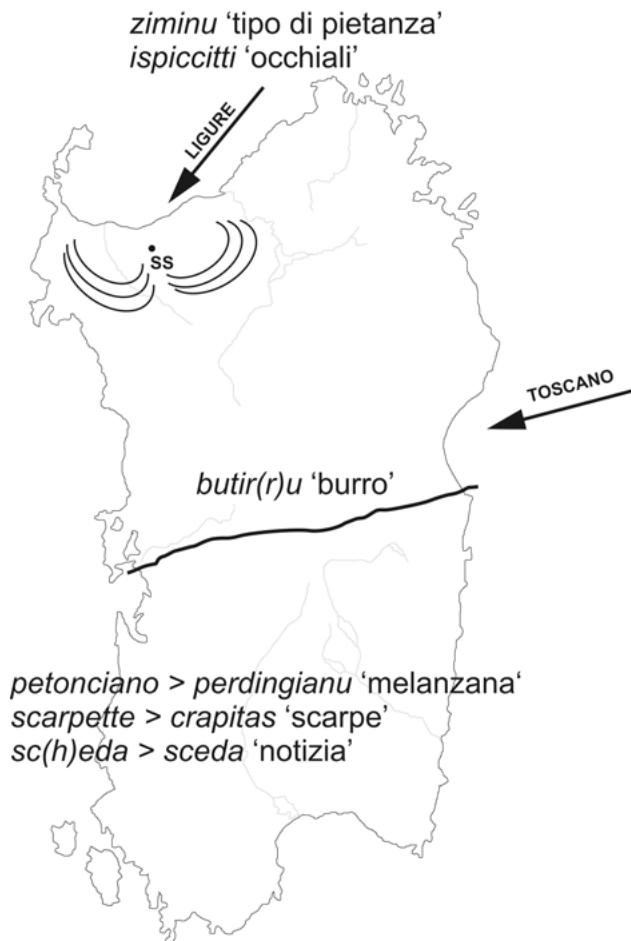 ziminu ‘tipo di pietanza’
ispiccitti ‘occhiali’
LIGURE
SS
TOSCANO
butir(r)u ‘burro’
petonciano > perdingianu ‘melanzana‘
scarpette > crapitas ‘scarpe’
sc(h)eda > sceda ‘notizia’